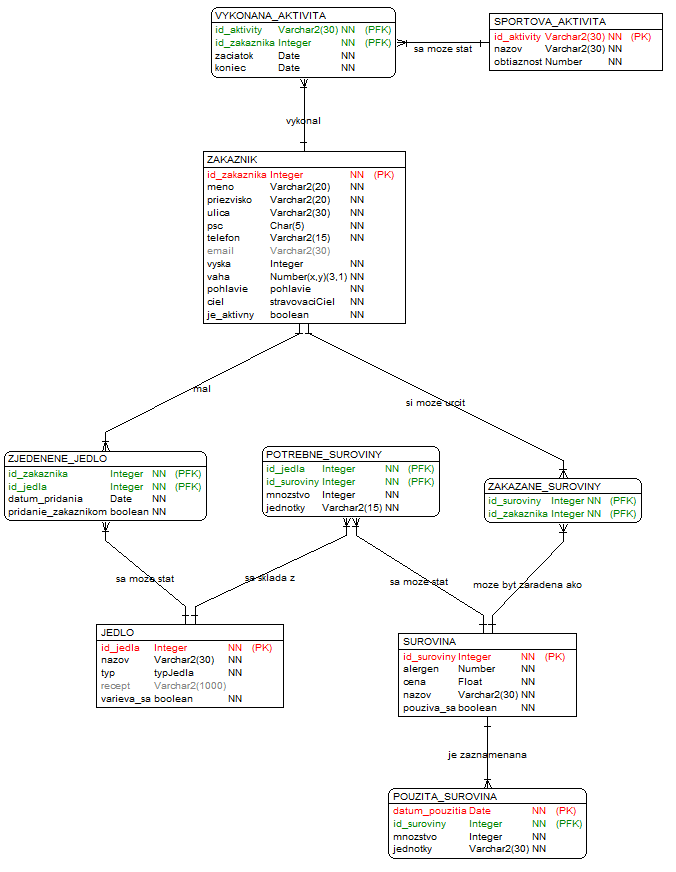 VYKONANA_AKTIVITA
id_aktivity Varchar2(30) NN (PFK)
id_zakaznika Integer NN (PFK)
zaciatok Date NN
koniec Date NN
sa moze stat
SPORTOVA_AKTIVITA
id_aktivity Varchar2(30) NN (PK)
nazov Varchar2(30) NN
obtiaznost Number NN
vykonal
ZAKAZNIK
id_zakaznika Integer NN (PK)
meno Varchar2(20) NN
priezvisko Varchar2(20) NN
ulica Varchar2(30) NN
psc Char(5) NN
telefon Varchar2(15) NN
email Varchar2(30)
vyska Integer NN
vaha Number(x,y)(3,1) NN
pohlavie pohlavie NN
ciel stravovaciCiel NN
je_aktivny boolean NN
mal
si moze urcit
ZJEDENENE_JEDLO
id_zakaznika Integer NN (PFK)
id_jedla Integer NN (PFK)
datum_pridania Date NN
pridanie_zakaznikom boolean NN
POTREBNE_SUROVINY
id_jedla Integer NN (PFK)
id_suroviny Integer NN (PFK)
mnozstvo Integer NN
jednotky Varchar2(15) NN
ZAKAZANE_SUROVINY
id_suroviny Integer NN (PFK)
id_zakaznika Integer NN (PFK)
sa moze stat
sa sklada z
sa moze stat
moze byt zaradena ako
JEDLO
id_jedla Integer NN (PK)
nazov Varchar2(30) NN
typ typJedla NN
recept Varchar2(1000)
varieva_sa boolean NN
SUROVINA
id_suroviny Integer NN (PK)
alergen Number NN
cena Float NN
nazov Varchar2(30) NN
pouziva_sa boolean NN
je zaznamenana
POUZITA_SUROVINA
datum_pouzitia Date NN (PK)
id_suroviny Integer NN (PFK)
mnozstvo Integer NN
jednotky Varchar2(30) NN